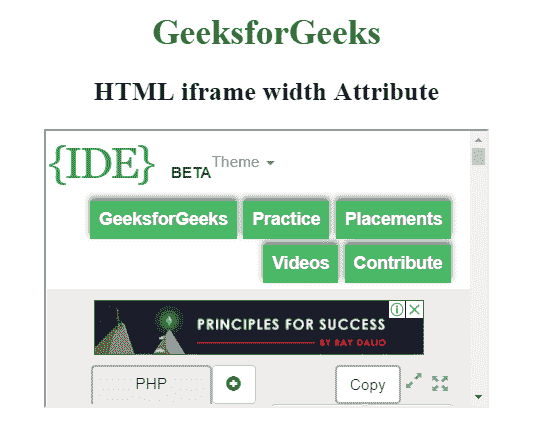 GeeksforGeeks
HTML iframe width Attribute
{IDE} BETA Theme
GeeksforGeeks Practice Placements
Videos Contribute
PRINCIPLES FOR SUCCESS
BY RAY DALIO
PHP Copy